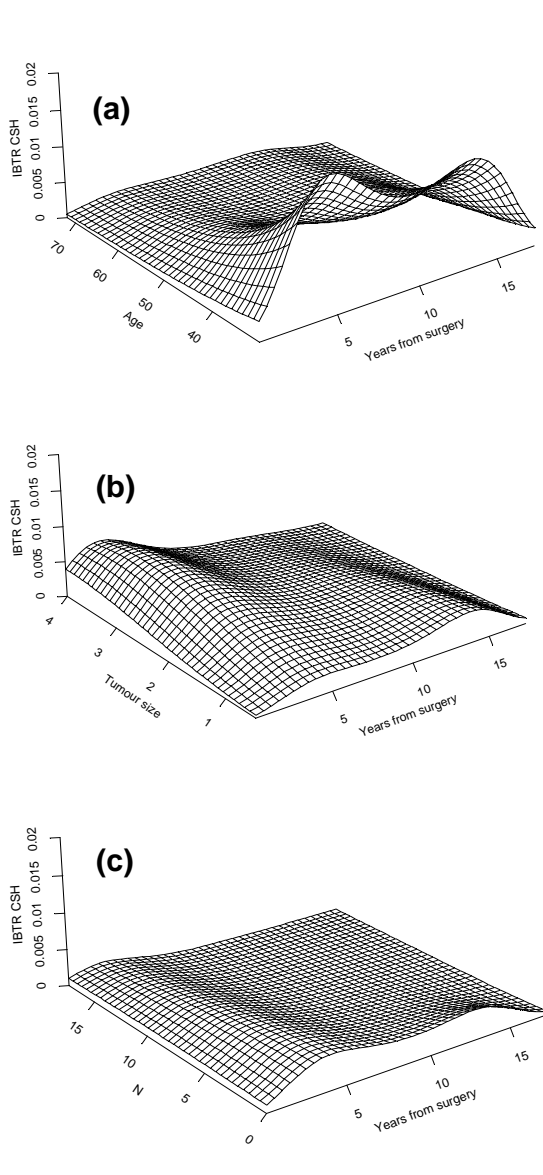 (a)
IBTR CSH
0 0.005 0.01 0.015 0.02
70 60 50 40
Age
5 10 15
Years from surgery
(b)
IBTR CSH
0 0.005 0.01 0.015 0.02
4 3 2 1
Tumour size
5 10 15
Years from surgery
(c)
IBTR CSH
0 0.005 0.01 0.015 0.02
15 10 5 0
N
5 10 15
Years from surgery